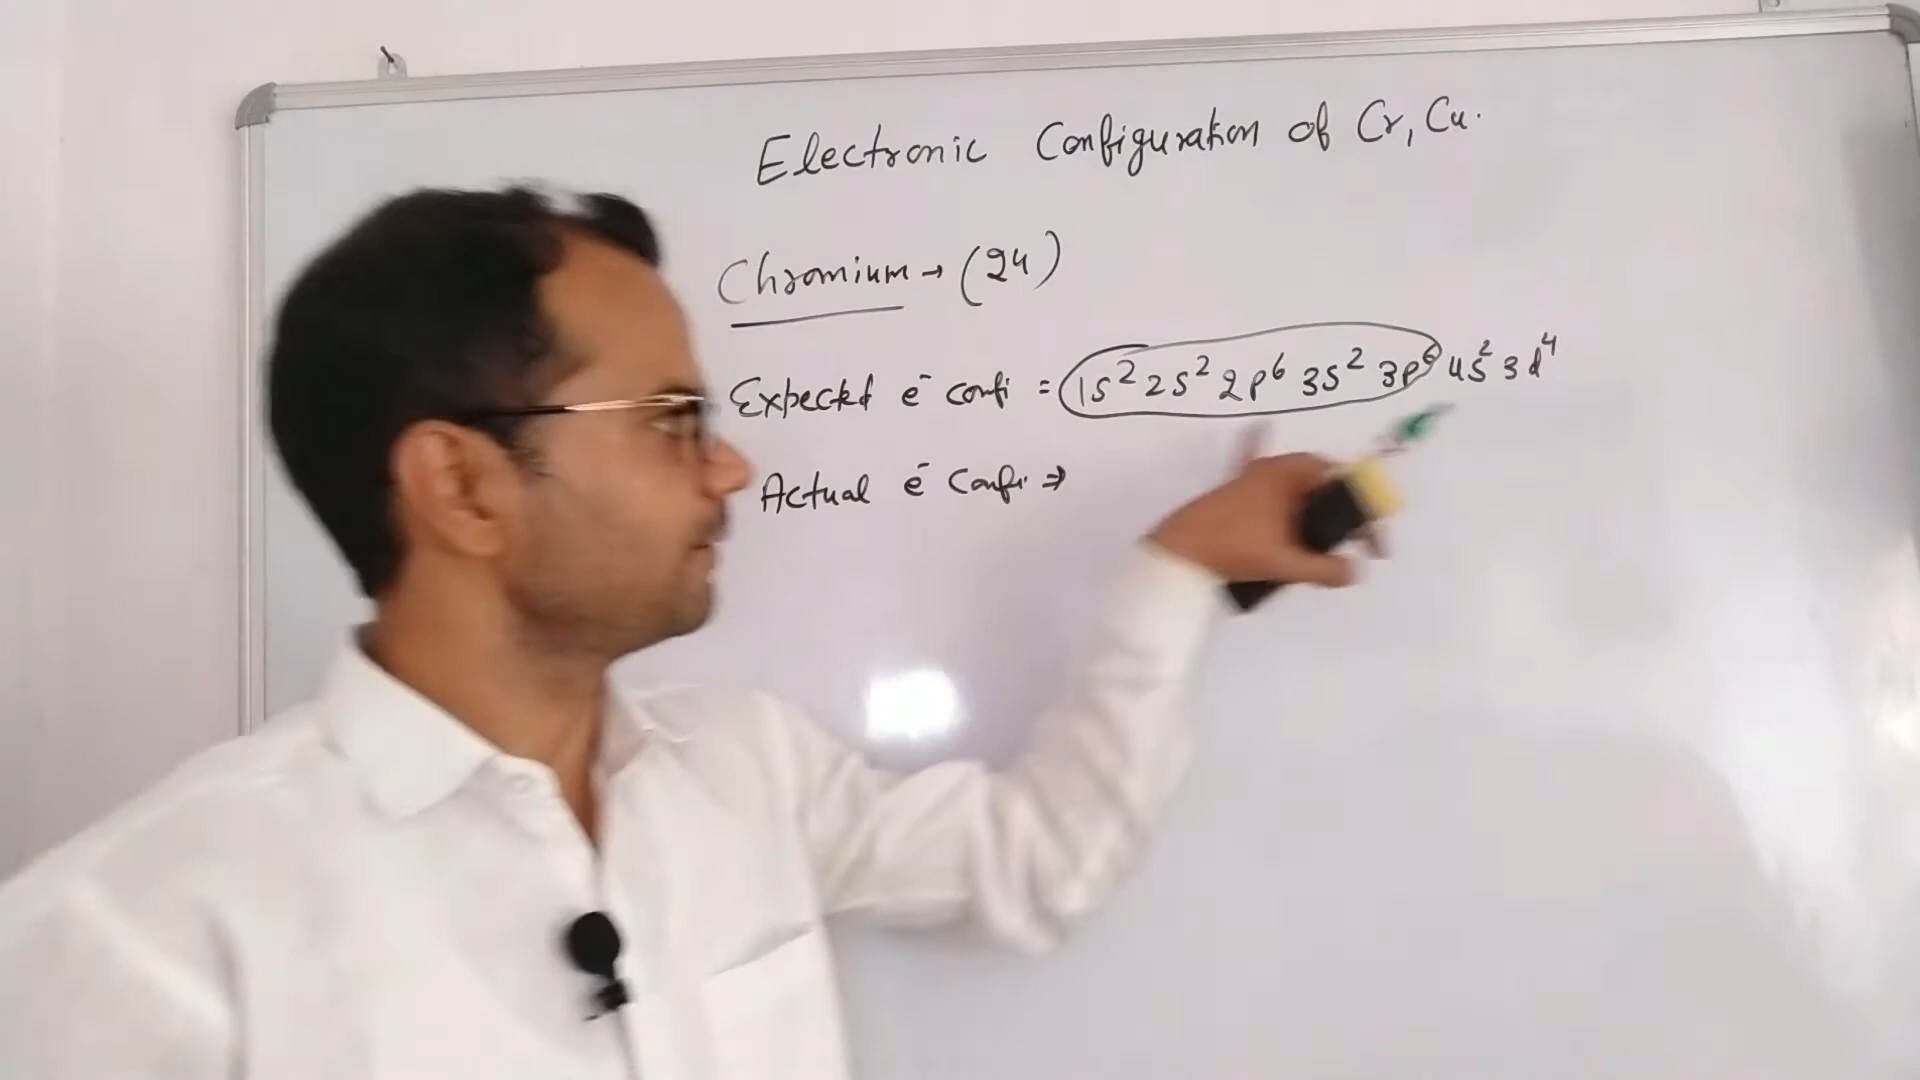 Electronic Configuration of Cr, Cu.
Chromium → (24)
Expected e⁻ confi = 1s² 2s² 2p⁶ 3s² 3p⁶ 4s² 3d⁴
Actual e⁻ Confi ⇒